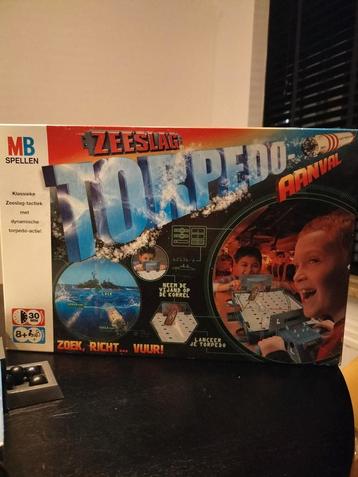 MB
SPELLEN
Klassieke
Zeeslag-tactiek
met
dynamische
torpedo-actie!
30
8+
ZEESLAG
TORPEDO
AANVAL
NEEM DE
VIJAND OP
DE KORREL
LANCEER
JE TORPEDO
ZOEK, RICHT... VUUR!